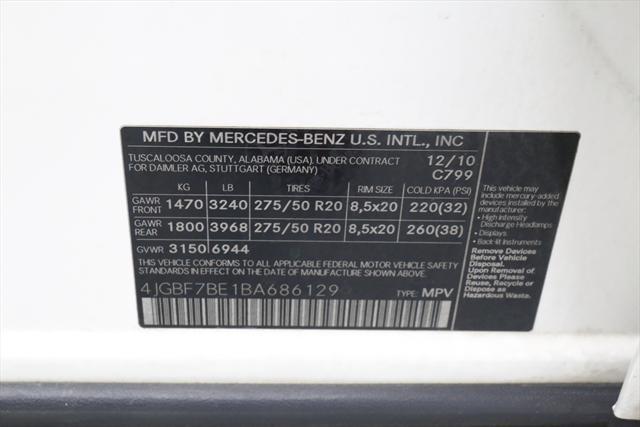 MFD BY MERCEDES-BENZ U.S. INTL., INC
TUSCALOOSA COUNTY, ALABAMA (USA). UNDER CONTRACT 12/10
FOR DAIMLER AG, STUTTGART (GERMANY) C799
KG LB TIRES RIM SIZE COLD KPA (PSI)
GAWR FRONT 1470 3240 275/50 R20 8,5x20 220(32)
GAWR REAR 1800 3968 275/50 R20 8,5x20 260(38)
GVWR 3150 6944
THIS VEHICLE CONFORMS TO ALL APPLICABLE FEDERAL MOTOR VEHICLE
SAFETY, BUMPER, AND THEFT PREVENTION STANDARDS IN EFFECT ON THE
DATE OF MANUFACTURE SHOWN ABOVE.
4JGBF7BE1BA686129 TYPE: MPV
This vehicle may
include mercury-added
devices installed by the
manufacturer:
• High Intensity
Discharge Headlamps
• Displays
• Back-lit Instruments
Remove Devices
Before Vehicle
Disposal.
Upon Removal of
Devices Please
Reuse, Recycle or
Dispose as
Hazardous Waste.